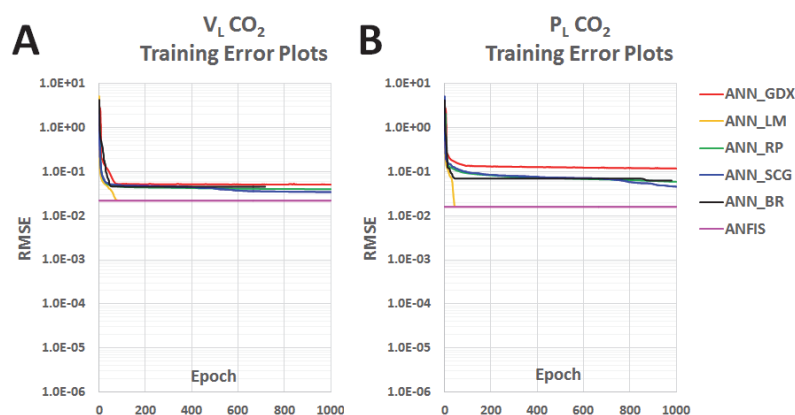 A
V_L CO_2
Training Error Plots
RMSE
1.0E+01
1.0E+00
1.0E-01
1.0E-02
1.0E-03
1.0E-04
1.0E-05
1.0E-06
Epoch
0 200 400 600 800 1000
B
P_L CO_2
Training Error Plots
RMSE
1.0E+01
1.0E+00
1.0E-01
1.0E-02
1.0E-03
1.0E-04
1.0E-05
1.0E-06
Epoch
0 200 400 600 800 1000
ANN_GDX
ANN_LM
ANN_RP
ANN_SCG
ANN_BR
ANFIS